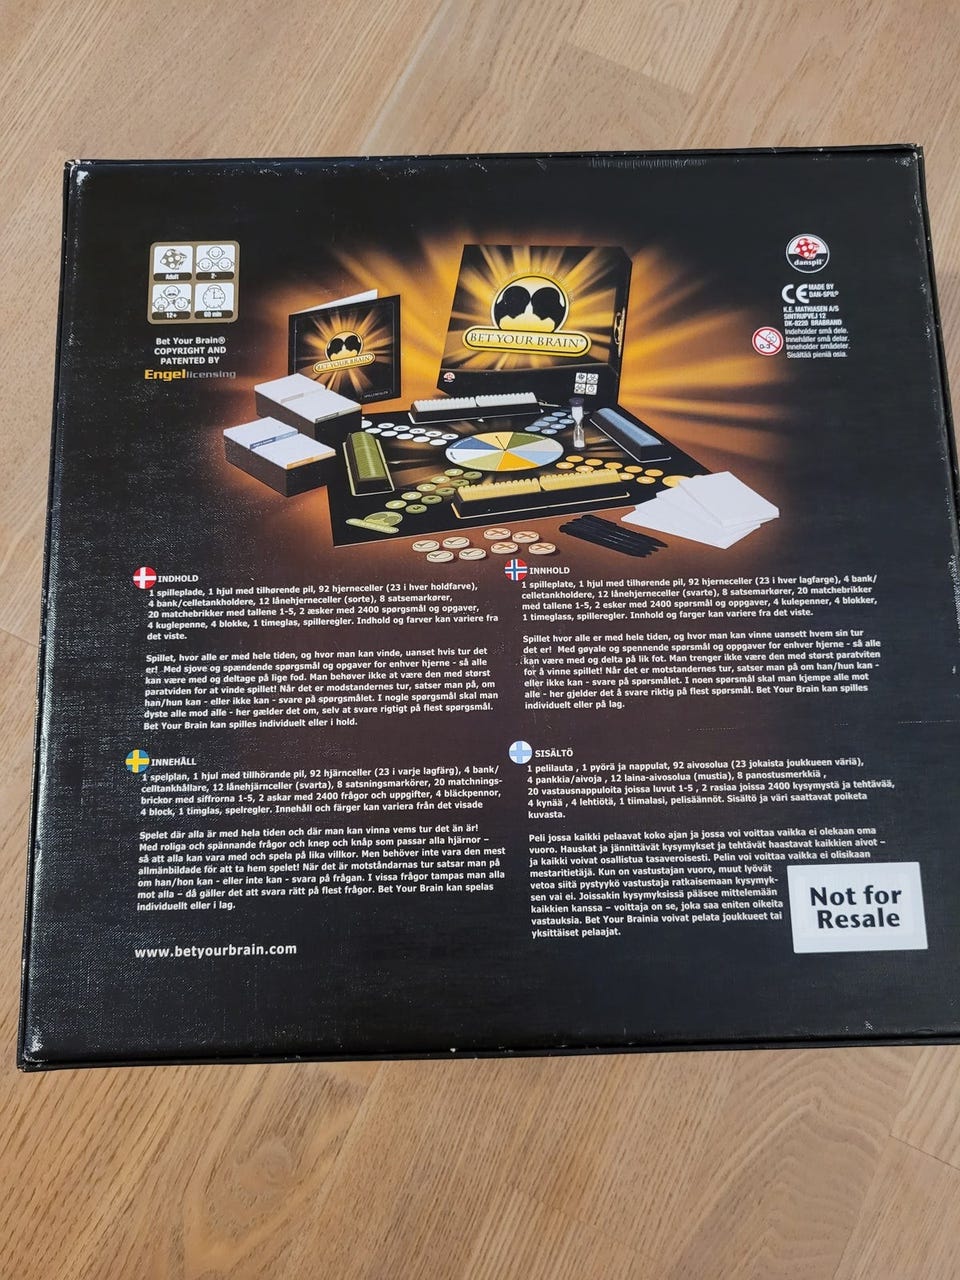 Adult
2-
12+
60 min
Bet Your Brain®
COPYRIGHT AND
PATENTED BY
Engellicensing
BET YOUR BRAIN®
BET YOUR BRAIN®
danspil®
CE MADE BY
DAN-SPIL®
K.E. MATHIASEN A/S
SINTRUPVEJ 12
DK-8220 BRABRAND
Indeholder små dele.
Innehåller små delar.
Inneholder smådeler.
Sisältää pieniä osia.
0-3
INDHOLD
1 spilleplade, 1 hjul med tilhørende pil, 92 hjerneceller (23 i hver holdfarve),
4 bank/celletankholdere, 12 lånehjerneceller (sorte), 8 satsemarkører,
20 matchebrikker med tallene 1-5, 2 æsker med 2400 spørgsmål og opgaver,
4 kuglepenne, 4 blokke, 1 timeglas, spilleregler. Indhold og farver kan variere fra
det viste.
Spillet, hvor alle er med hele tiden, og hvor man kan vinde, uanset hvis tur det
er! .Med sjove og spændende spørgsmål og opgaver for enhver hjerne - så alle
kan være med og deltage på lige fod. Man behøver ikke at være den med størst
paratviden for at vinde spillet! Når det er modstandernes tur, satser man på, om
han/hun kan - eller ikke kan - svare på spørgsmålet. I nogle spørgsmål skal man
dyste alle mod alle - her gælder det om, selv at svare rigtigt på flest spørgsmål.
Bet Your Brain kan spilles individuelt eller i hold.
INNHOLD
1 spilleplate, 1 hjul med tilhørende pil, 92 hjerneceller (23 i hver lagfarge), 4 bank/
celletankholdere, 12 lånehjerneceller (svarte), 8 satsemarkører, 20 matchebrikker
med tallene 1-5, 2 esker med 2400 spørsmål og oppgaver, 4 kulepenner, 4 blokker,
1 timeglass, spilleregler. Innhold og farger kan variere fra det viste.
Spillet hvor alle er med hele tiden, og hvor man kan vinne uansett hvem sin tur
det er!  Med gøyale og spennende spørsmål og oppgaver for enhver hjerne - så alle
kan være med og delta på lik fot. Man trenger ikke være den med størst paratviten
for å vinne spillet! Når det er motstandernes tur, satser man på om han/hun kan -
eller ikke kan - svare på spørsmålet. I noen spørsmål skal man kjempe alle mot
alle - her gjelder det å svare riktig på flest spørsmål. Bet Your Brain kan spilles
individuelt eller på lag.
INNEHÅLL
1 spelplan, 1 hjul med tillhörande pil, 92 hjärnceller (23 i varje lagfärg), 4 bank/
celltankhållare, 12 lånehjärnceller (svarta), 8 satsningsmarkörer, 20 matchnings-
brickor med siffrorna 1-5, 2 askar med 2400 frågor och uppgifter, 4 bläckpennor,
4 block, 1 timglas, spelregler. Innehåll och färger kan variera från det visade
Spelet där alla är med hela tiden och där man kan vinna vems tur det än är!
Med roliga och spännande frågor och knep och knåp som passar alla hjärnor –
så att alla kan vara med och spela på lika villkor. Men behöver inte vara den mest
allmänbildade för att ta hem spelet! När det är motståndarnas tur satsar man på
om han/hon kan - eller inte kan - svara på frågan. I vissa frågor tampas man alla
mot alla – då gäller det att svara rätt på flest frågor. Bet Your Brain kan spelas
individuellt eller i lag.
SISÄLTÖ
1 pelilauta , 1 pyörä ja nappulat, 92 aivosolua (23 jokaista joukkueen väriä),
4 pankkia/aivoja , 12 laina-aivosolua (mustia), 8 panostusmerkkiä ,
20 vastausnappuloita joissa luvut 1-5 , 2 rasiaa joissa 2400 kysymystä ja tehtävää,
4 kynää , 4 lehtiötä, 1 tiimalasi, pelisäännöt. Sisältö ja väri saattavat poiketa
kuvasta.
Peli jossa kaikki pelaavat koko ajan ja jossa voi voittaa vaikka ei olekaan oma
vuoro. Hauskat ja jännittävät kysymykset ja tehtävät haastavat kaikkien aivot –
ja kaikki voivat osallistua tasaveroisesti. Pelin voi voittaa vaikka ei olisikaan
mestaritietäjä. Kun on vastustajan vuoro, muut lyövät
vetoa siitä pystyykö vastustaja ratkaisemaan kysymyk-
sen vai ei. Joissakin kysymyksissä pääsee mittelemään
kaikkien kanssa – voittaja on se, joka saa eniten oikeita
vastauksia. Bet Your Brainia voivat pelata joukkueet tai
yksittäiset pelaajat.
Not for
Resale
www.betyourbrain.com